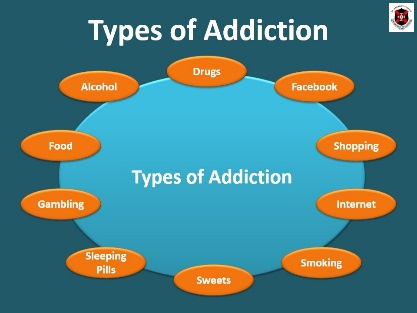 Types of Addiction
Drugs
Alcohol
Facebook
Food
Shopping
Types of Addiction
Gambling
Internet
Sleeping
Pills
Smoking
Sweets